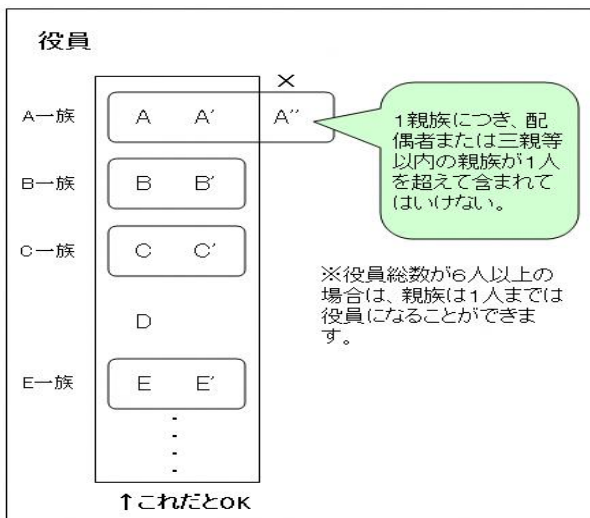 役員
×
A一族 A A′ A′′
B一族 B B′
C一族 C C′
D
E一族 E E′
↑これだとOK
1親族につき、配
偶者または三親等
以内の親族が1人
を超えて含まれて
はいけない。
※役員総数が6人以上の
場合は、親族は1人までは
役員になることができま
す。